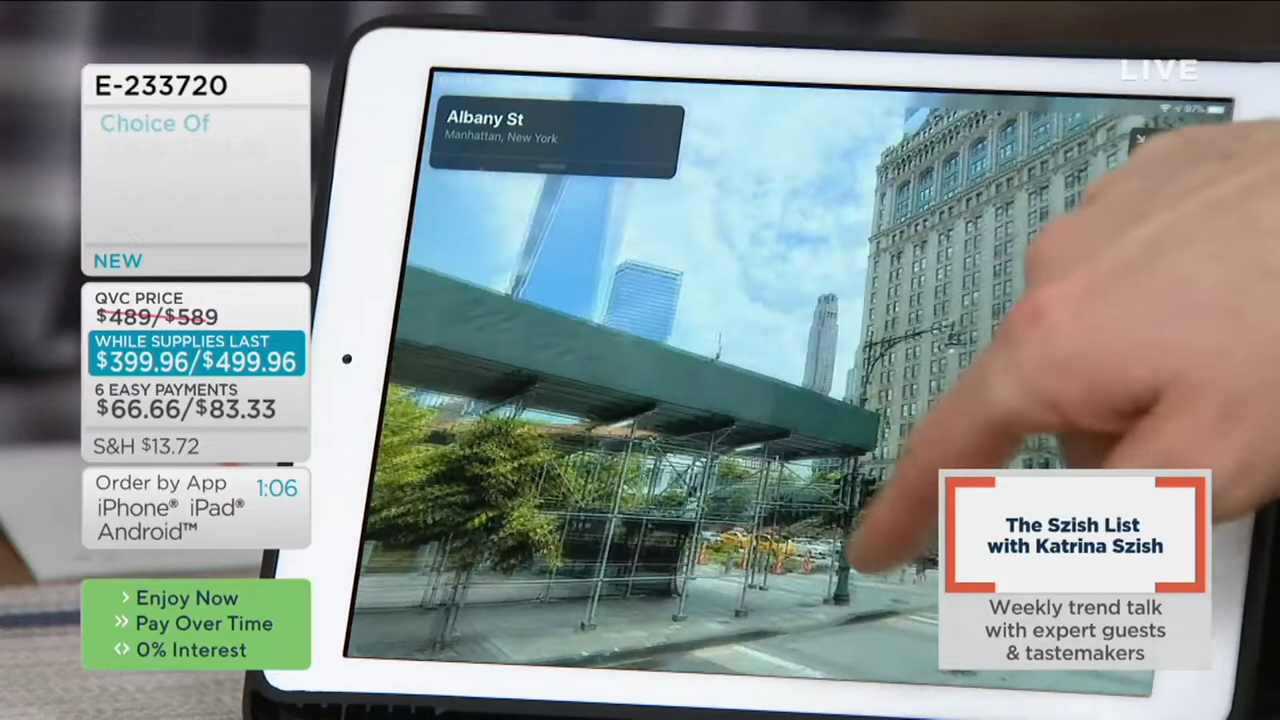 E-233720
Choice Of
NEW
QVC PRICE
$489/$589
WHILE SUPPLIES LAST
$399.96/$499.96
6 EASY PAYMENTS
$66.66/$83.33
S&H $13.72
Order by App 1:06
iPhone® iPad®
Android™
› Enjoy Now
» Pay Over Time
‹› 0% Interest
LIVE
97%
Albany St
Manhattan, New York
The Szish List
with Katrina Szish
Weekly trend talk
with expert guests
& tastemakers